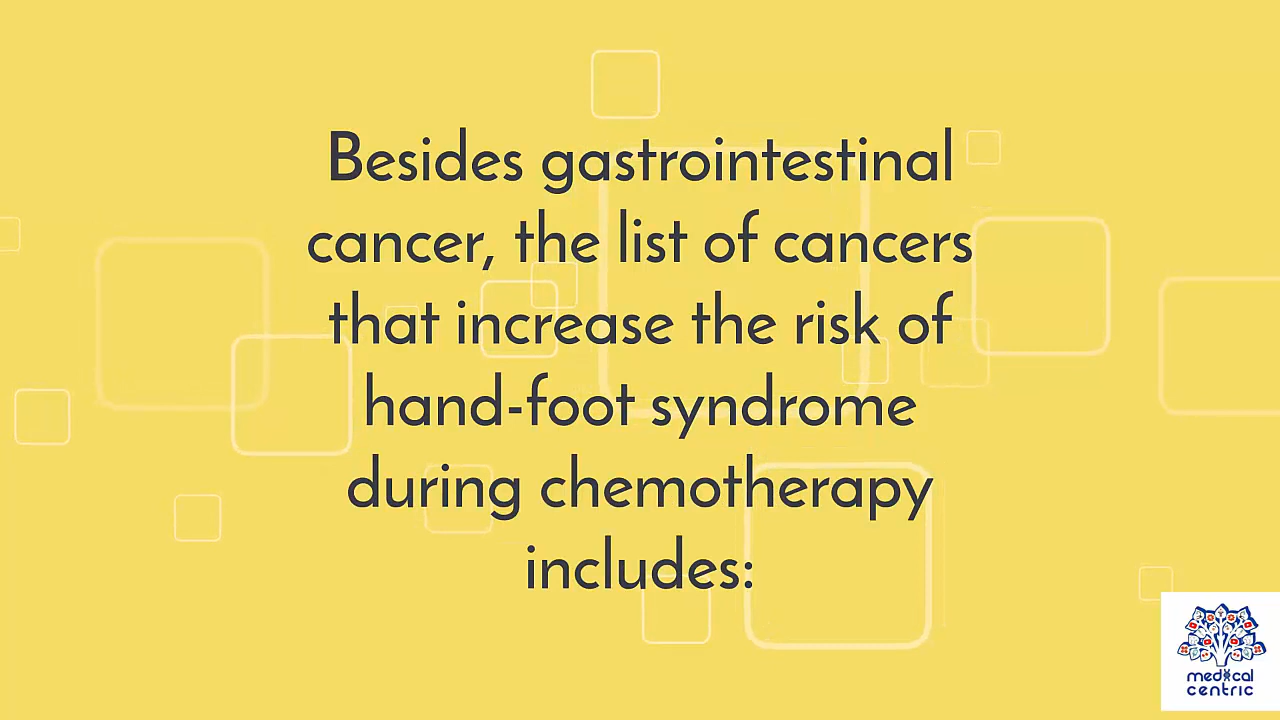 Besides gastrointestinal
cancer, the list of cancers
that increase the risk of
hand-foot syndrome
during chemotherapy
includes:
medical
centric